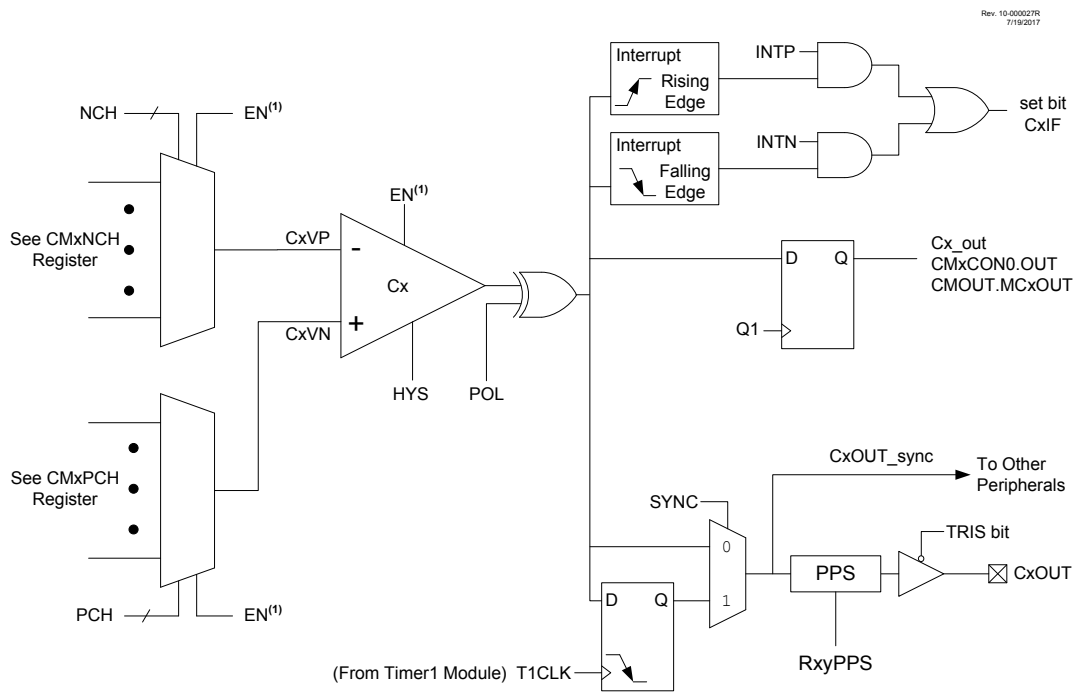 Rev. 10-000027R
7/19/2017
Interrupt
Rising
Edge
INTP
set bit
CxIF
Interrupt
Falling
Edge
INTN
NCH
EN(1)
See CMxNCH
Register
CxVP
EN(1)
-
Cx
+
CxVN
HYS
POL
D
Q
Q1
Cx_out
CMxCON0.OUT
CMOUT.MCxOUT
See CMxPCH
Register
PCH
EN(1)
CxOUT_sync
To Other
Peripherals
SYNC
0
1
TRIS bit
PPS
CxOUT
RxyPPS
D
Q
(From Timer1 Module) T1CLK